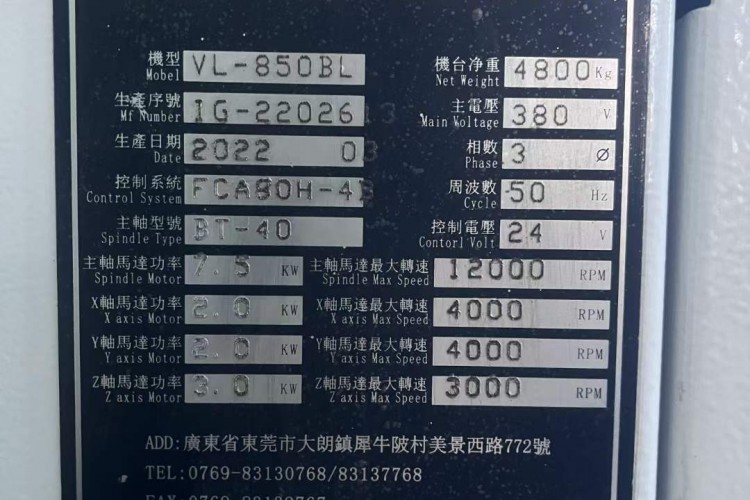 機型 Mobel VL-850BL
機台净重 Net Weight 4800 Kg
生產序號 Mf Number IG-2202613
主電壓 Main Voltage 380 V
生產日期 Date 2022 03
相數 Phase 3 Ø
控制系統 Control System FCA80H-4B
周波數 Cycle 50 Hz
主軸型號 Spindle Type BT-40
控制電壓 Contorl Volt 24 V
主軸馬達功率 Spindle Motor 7.5 KW
主軸馬達最大轉速 Spindle Max Speed 12000 RPM
X軸馬達功率 X axis Motor 2.0 KW
X軸馬達最大轉速 X axis Max Speed 4000 RPM
Y軸馬達功率 Y axis Motor 2.0 KW
Y軸馬達最大轉速 Y axis Max Speed 4000 RPM
Z軸馬達功率 Z axis Motor 3.0 KW
Z軸馬達最大轉速 Z axis Max Speed 3000 RPM
ADD:廣東省東莞市大朗鎮犀牛陂村美景西路772號
TEL:0769-83130768/83137768